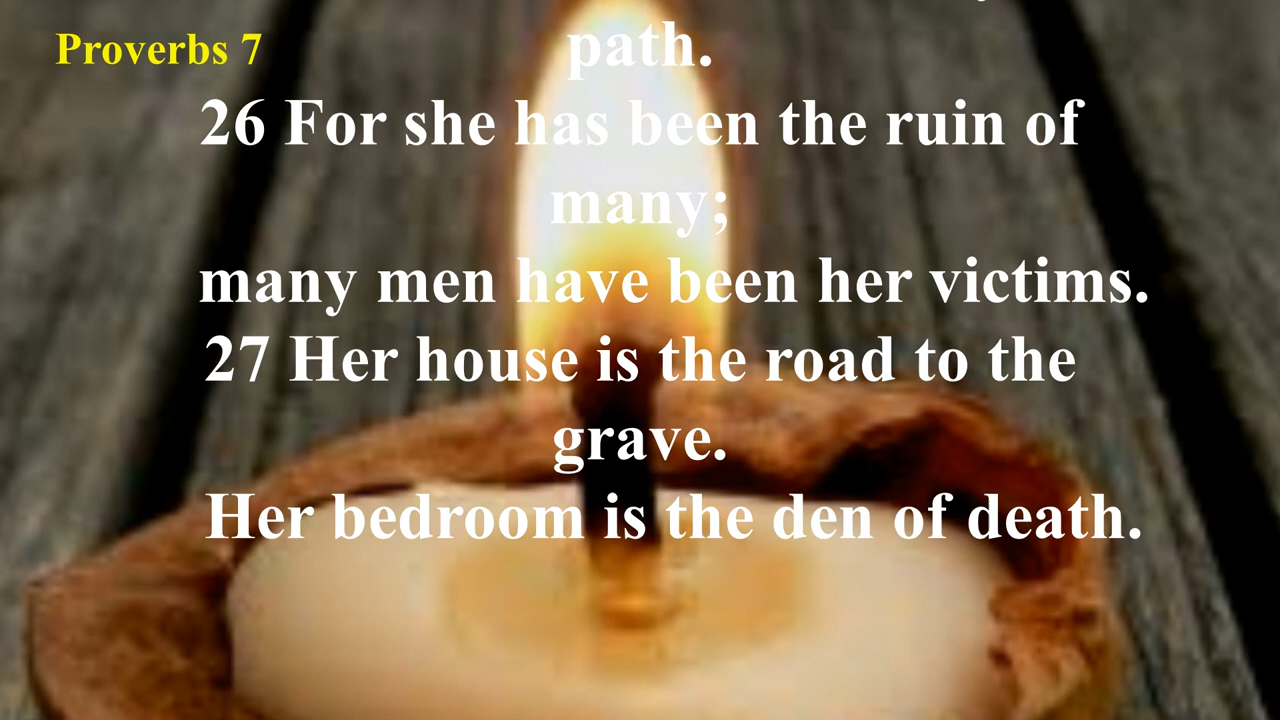 Proverbs 7
path.
26 For she has been the ruin of
many;
many men have been her victims.
27 Her house is the road to the
grave.
Her bedroom is the den of death.